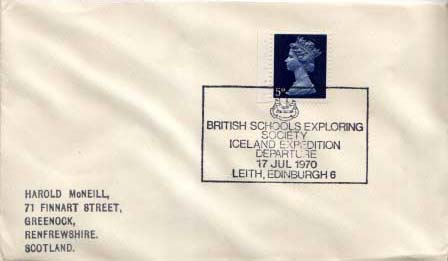 5D
BRITISH SCHOOLS EXPLORING
SOCIETY
ICELAND EXPEDITION
DEPARTURE
17 JUL 1970
LEITH, EDINBURGH 6
HAROLD McNEILL,
71 FINNART STREET,
GREENOCK,
RENFREWSHIRE.
SCOTLAND.